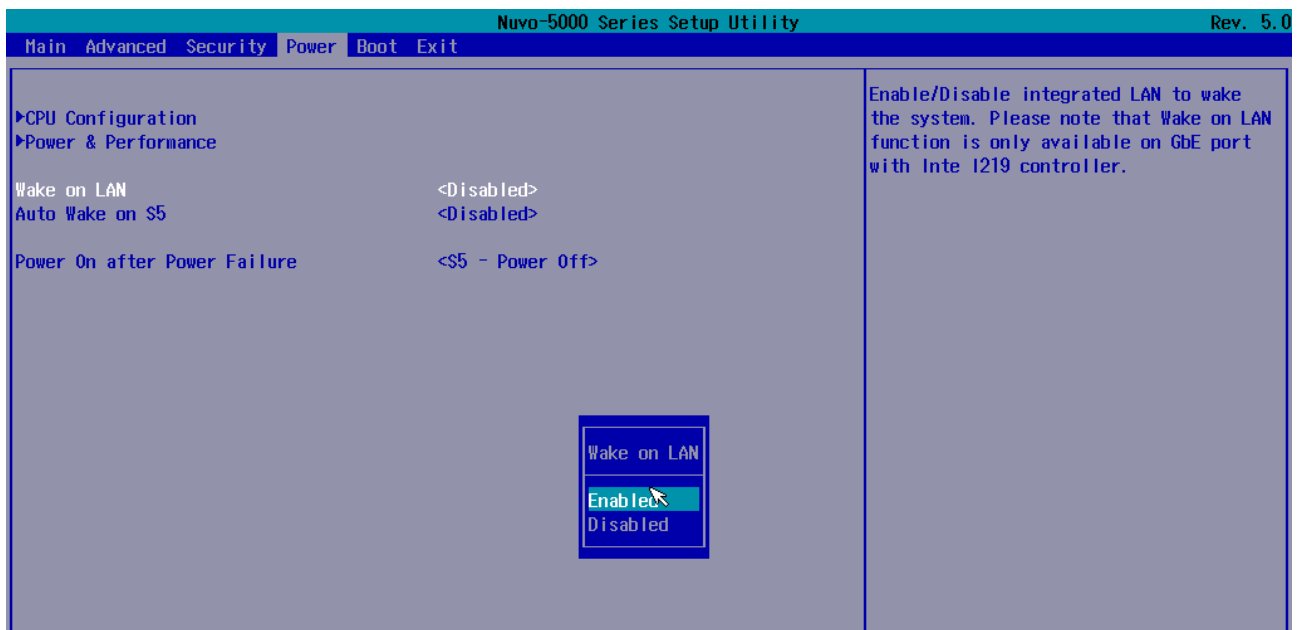 Nuvo-5000 Series Setup Utility Rev. 5.0
Main Advanced Security Power Boot Exit
▶CPU Configuration
▶Power & Performance
Wake on LAN <Disabled>
Auto Wake on S5 <Disabled>
Power On after Power Failure <S5 - Power Off>
Enable/Disable integrated LAN to wake
the system. Please note that Wake on LAN
function is only available on GbE port
with Inte I219 controller.
Wake on LAN
Enabled
Disabled